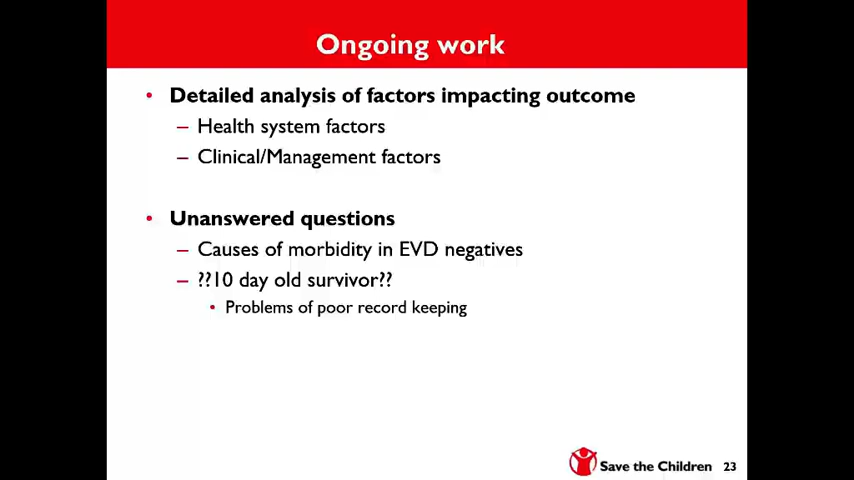 Ongoing work
• Detailed analysis of factors impacting outcome
– Health system factors
– Clinical/Management factors
• Unanswered questions
– Causes of morbidity in EVD negatives
– ??10 day old survivor??
• Problems of poor record keeping
Save the Children 23